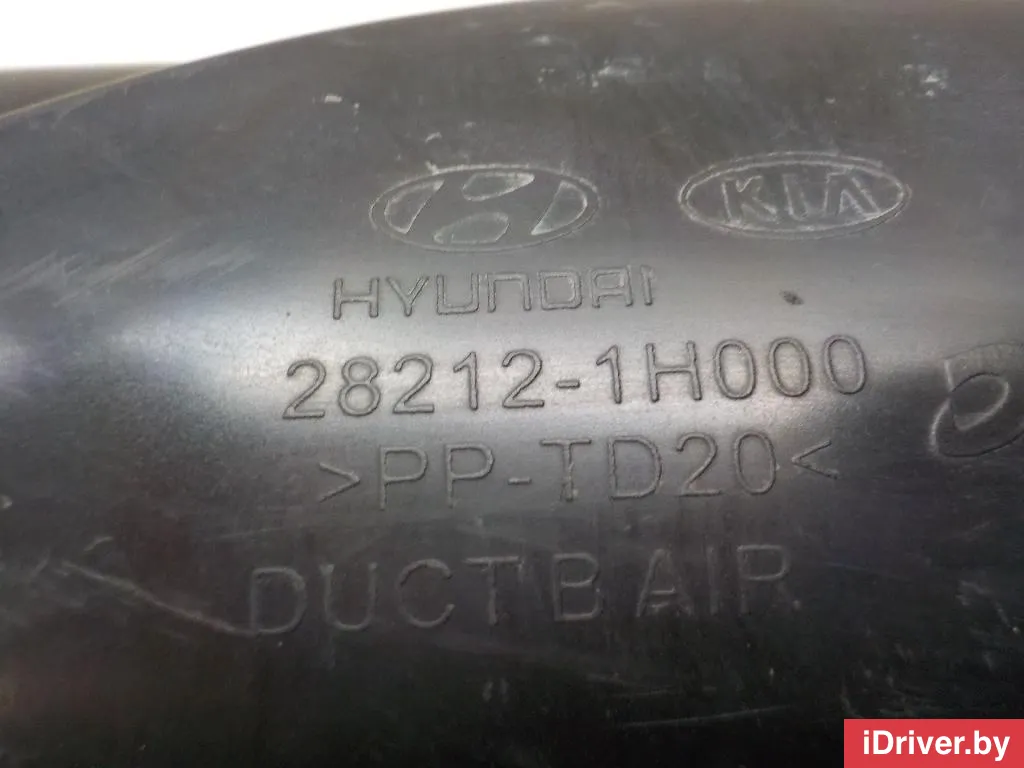 KIA
HYUNDAI
28212-1H000
>PP-TD20<
DUCT B AIR
iDriver.by